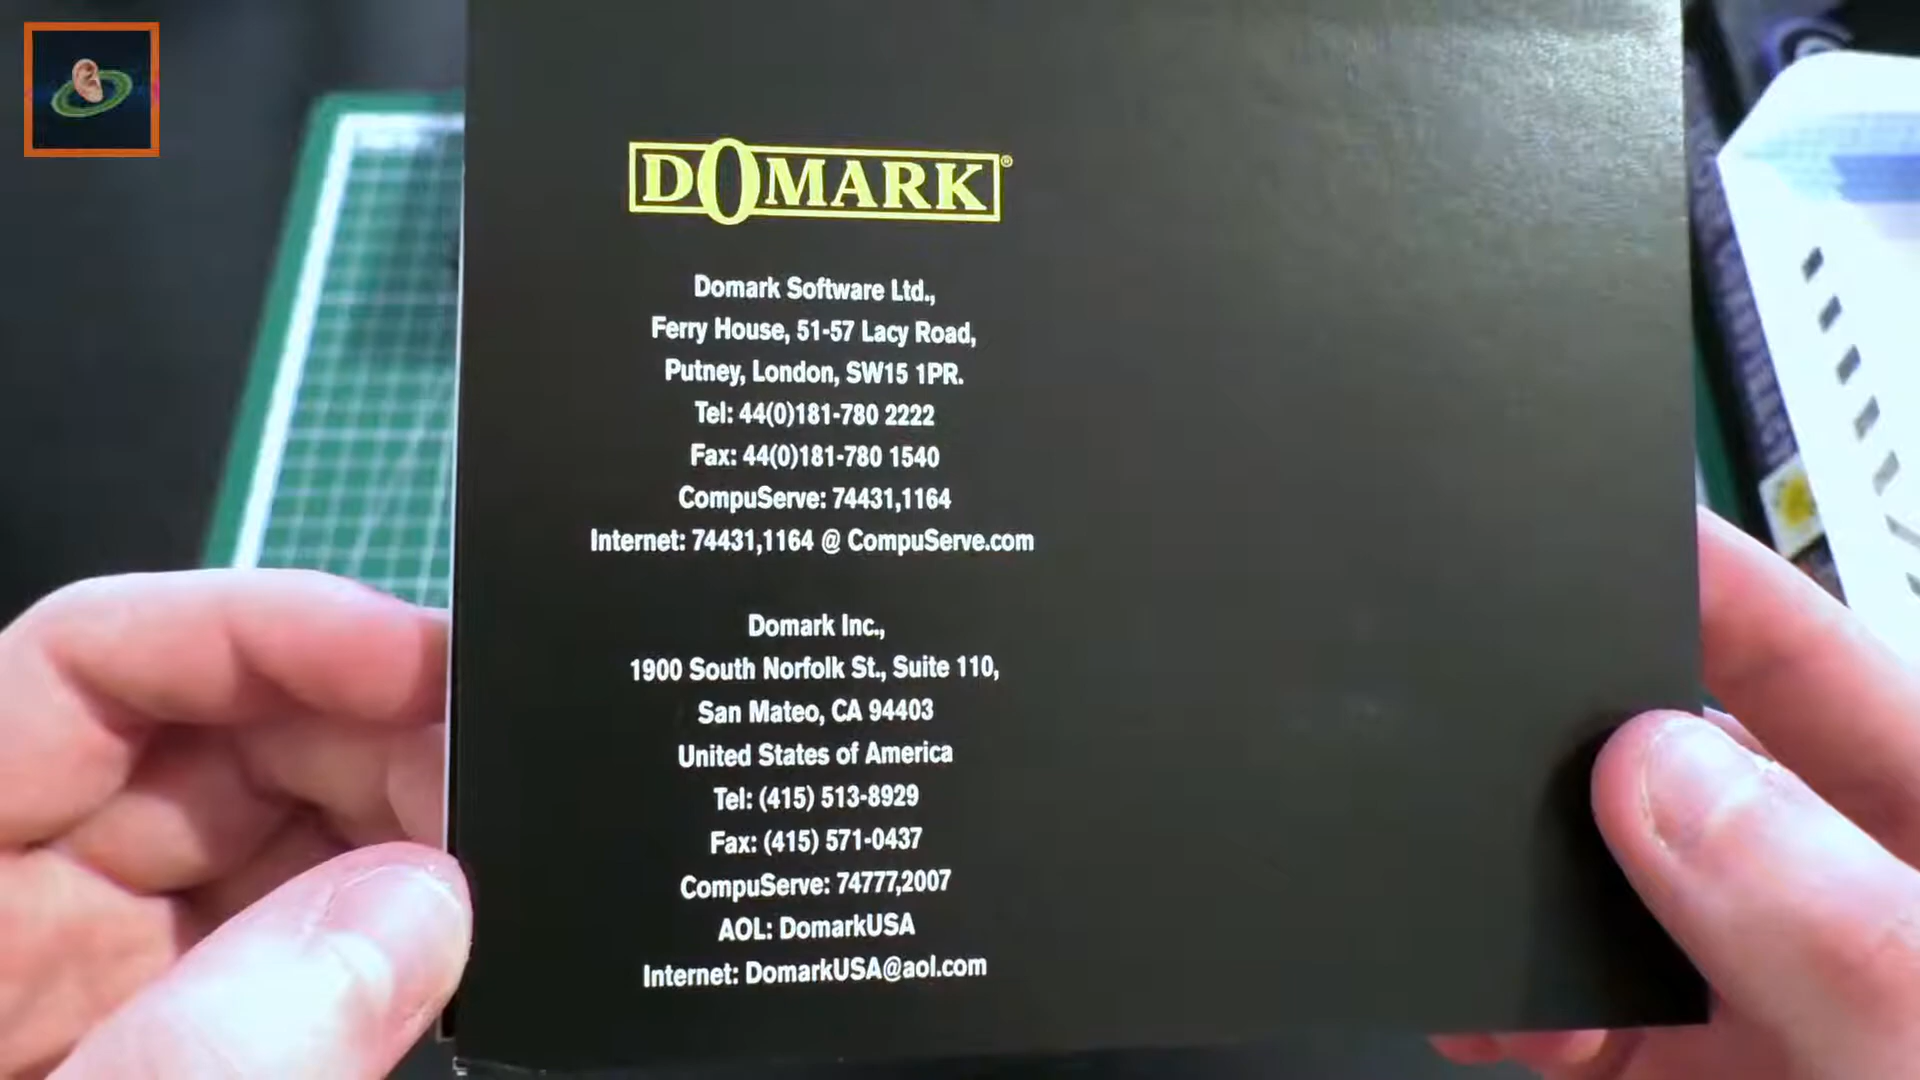 DOMARK®
Domark Software Ltd.,
Ferry House, 51-57 Lacy Road,
Putney, London, SW15 1PR.
Tel: 44(0)181-780 2222
Fax: 44(0)181-780 1540
CompuServe: 74431,1164
Internet: 74431,1164 @ CompuServe.com
Domark Inc.,
1900 South Norfolk St., Suite 110,
San Mateo, CA 94403
United States of America
Tel: (415) 513-8929
Fax: (415) 571-0437
CompuServe: 74777,2007
AOL: DomarkUSA
Internet: DomarkUSA@aol.com